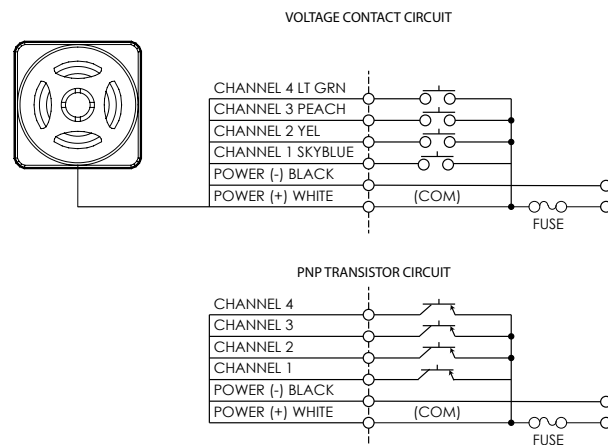 VOLTAGE CONTACT CIRCUIT
CHANNEL 4 LT GRN
CHANNEL 3 PEACH
CHANNEL 2 YEL
CHANNEL 1 SKYBLUE
POWER (-) BLACK
POWER (+) WHITE (COM)
FUSE
PNP TRANSISTOR CIRCUIT
CHANNEL 4
CHANNEL 3
CHANNEL 2
CHANNEL 1
POWER (-) BLACK
POWER (+) WHITE (COM)
FUSE